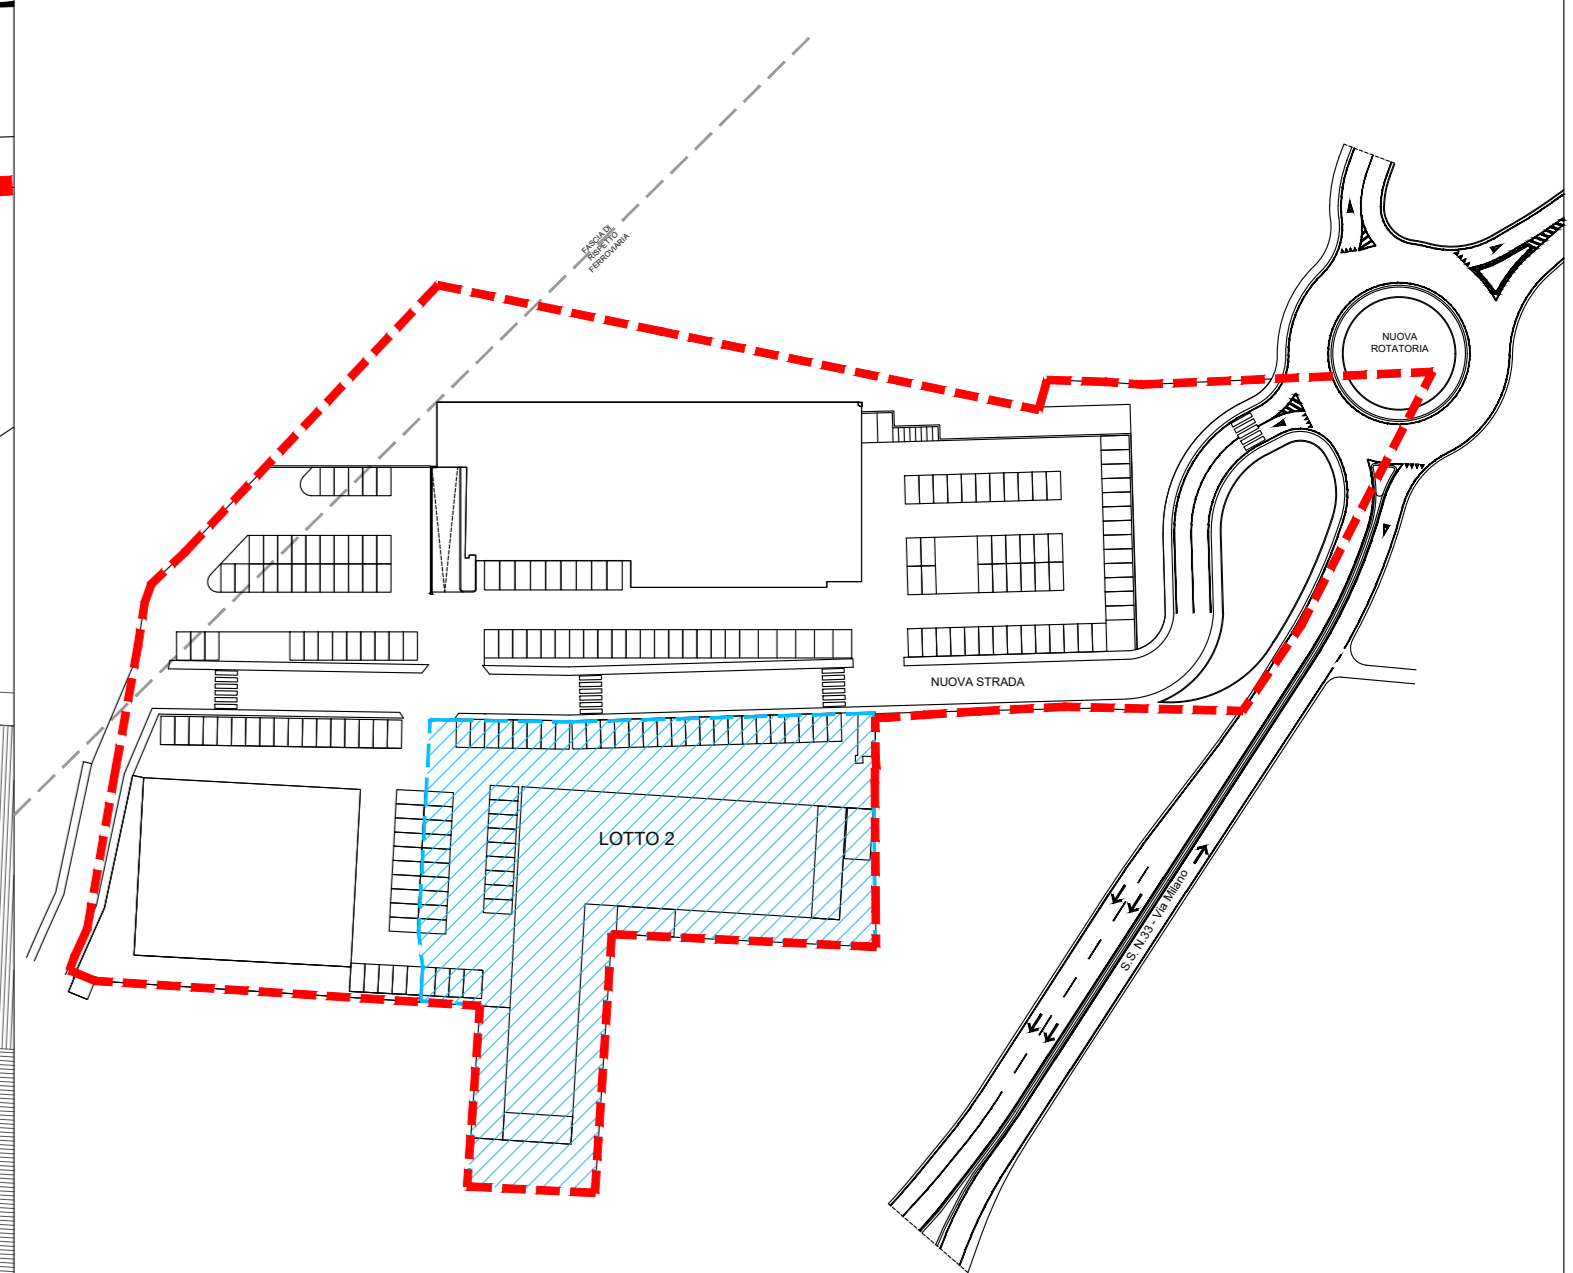 FASCIA DI
RISPETTO
FERROVIARIA
NUOVA
ROTATORIA
NUOVA STRADA
LOTTO 2
S.S. N.33 - Via Milano